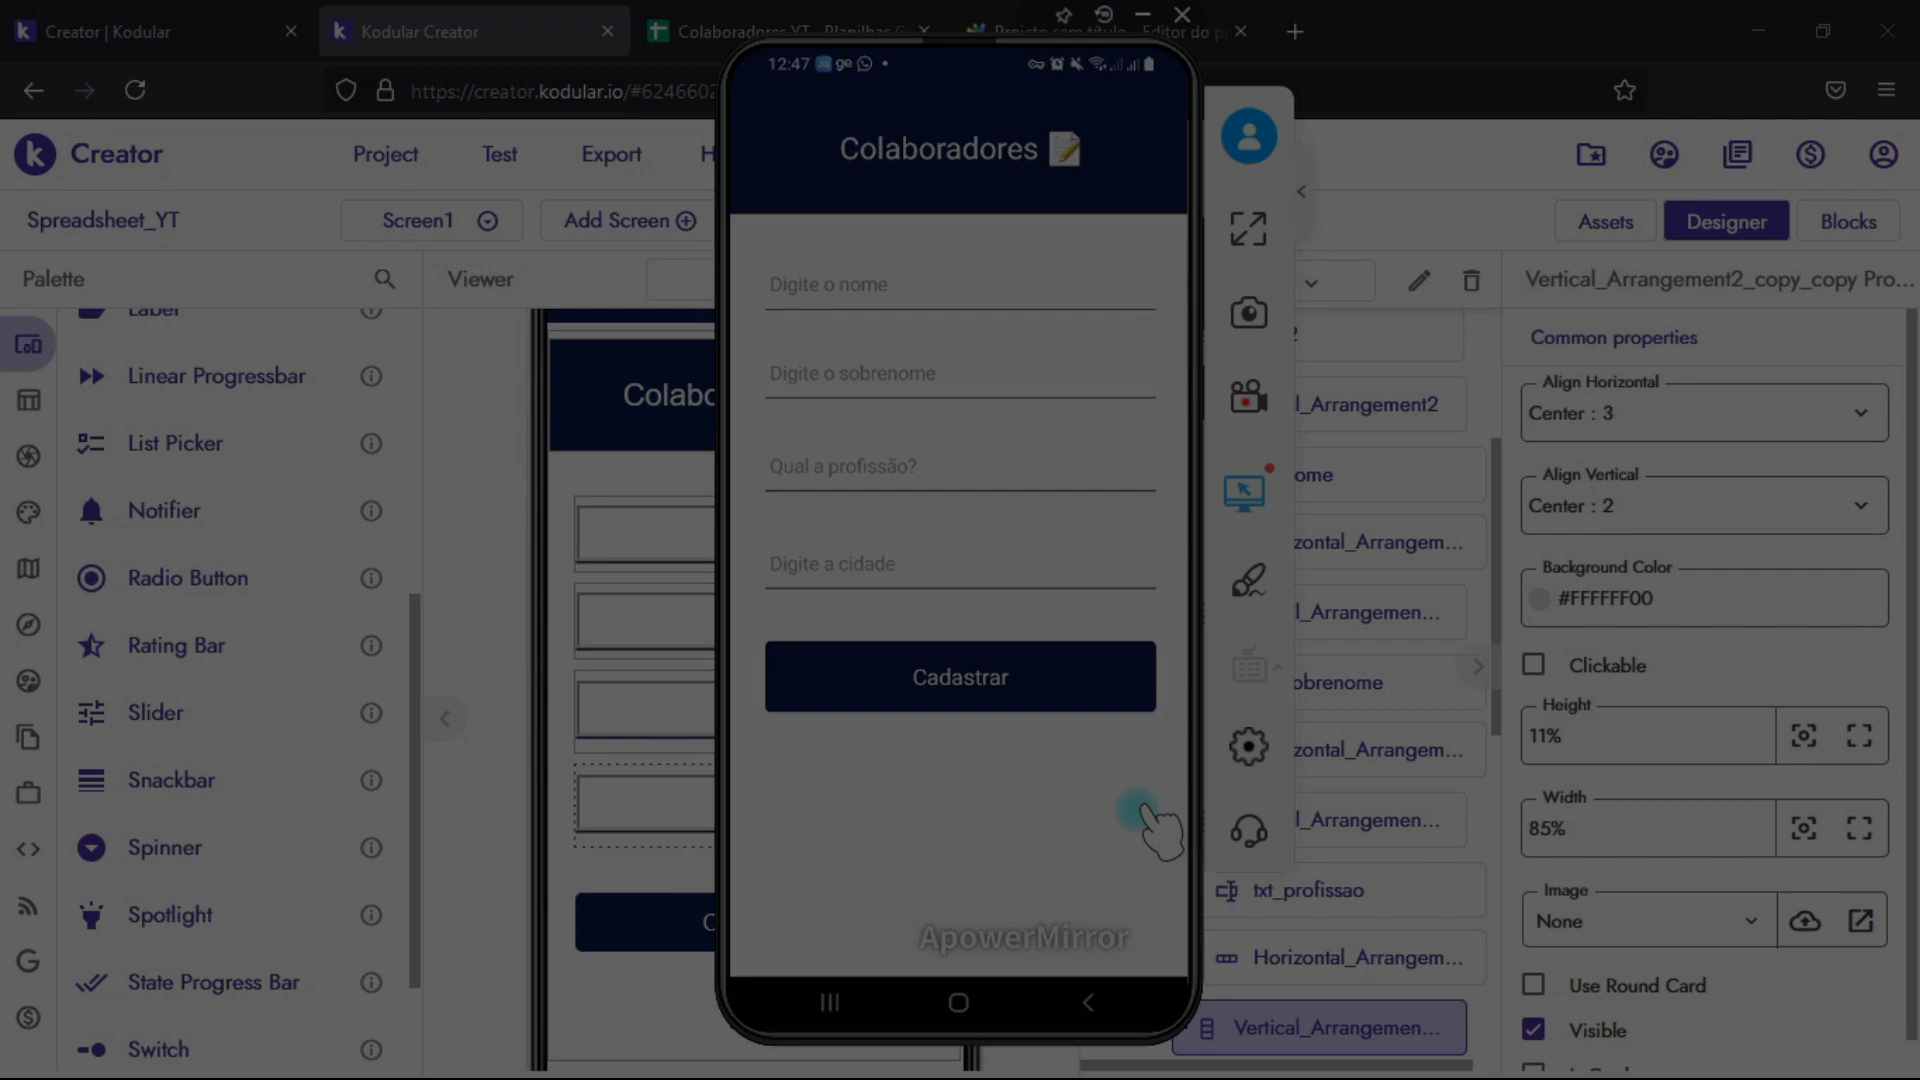 Creator | Kodular
Kodular Creator
https://creator.kodular.io/#6246602
Creator
Project
Test
Export
Spreadsheet_YT
Screen1
Add Screen
Assets
Designer
Blocks
Palette
Viewer
Vertical_Arrangement2_copy_copy Pro...
Label
Linear Progressbar
List Picker
Notifier
Radio Button
Rating Bar
Slider
Snackbar
Spinner
Spotlight
State Progress Bar
Switch
12:47
ge
Colaboradores
Digite o nome
Digite o sobrenome
Qual a profissão?
Digite a cidade
Cadastrar
ApowerMirror
l_Arrangement2
ome
zontal_Arrangem...
l_Arrangemen...
obrenome
zontal_Arrangem...
l_Arrangemen...
txt_profissao
Horizontal_Arrangem...
Vertical_Arrangemen...
Common properties
Align Horizontal
Center : 3
Align Vertical
Center : 2
Background Color
#FFFFFF00
Clickable
Height
11%
Width
85%
Image
None
Use Round Card
Visible